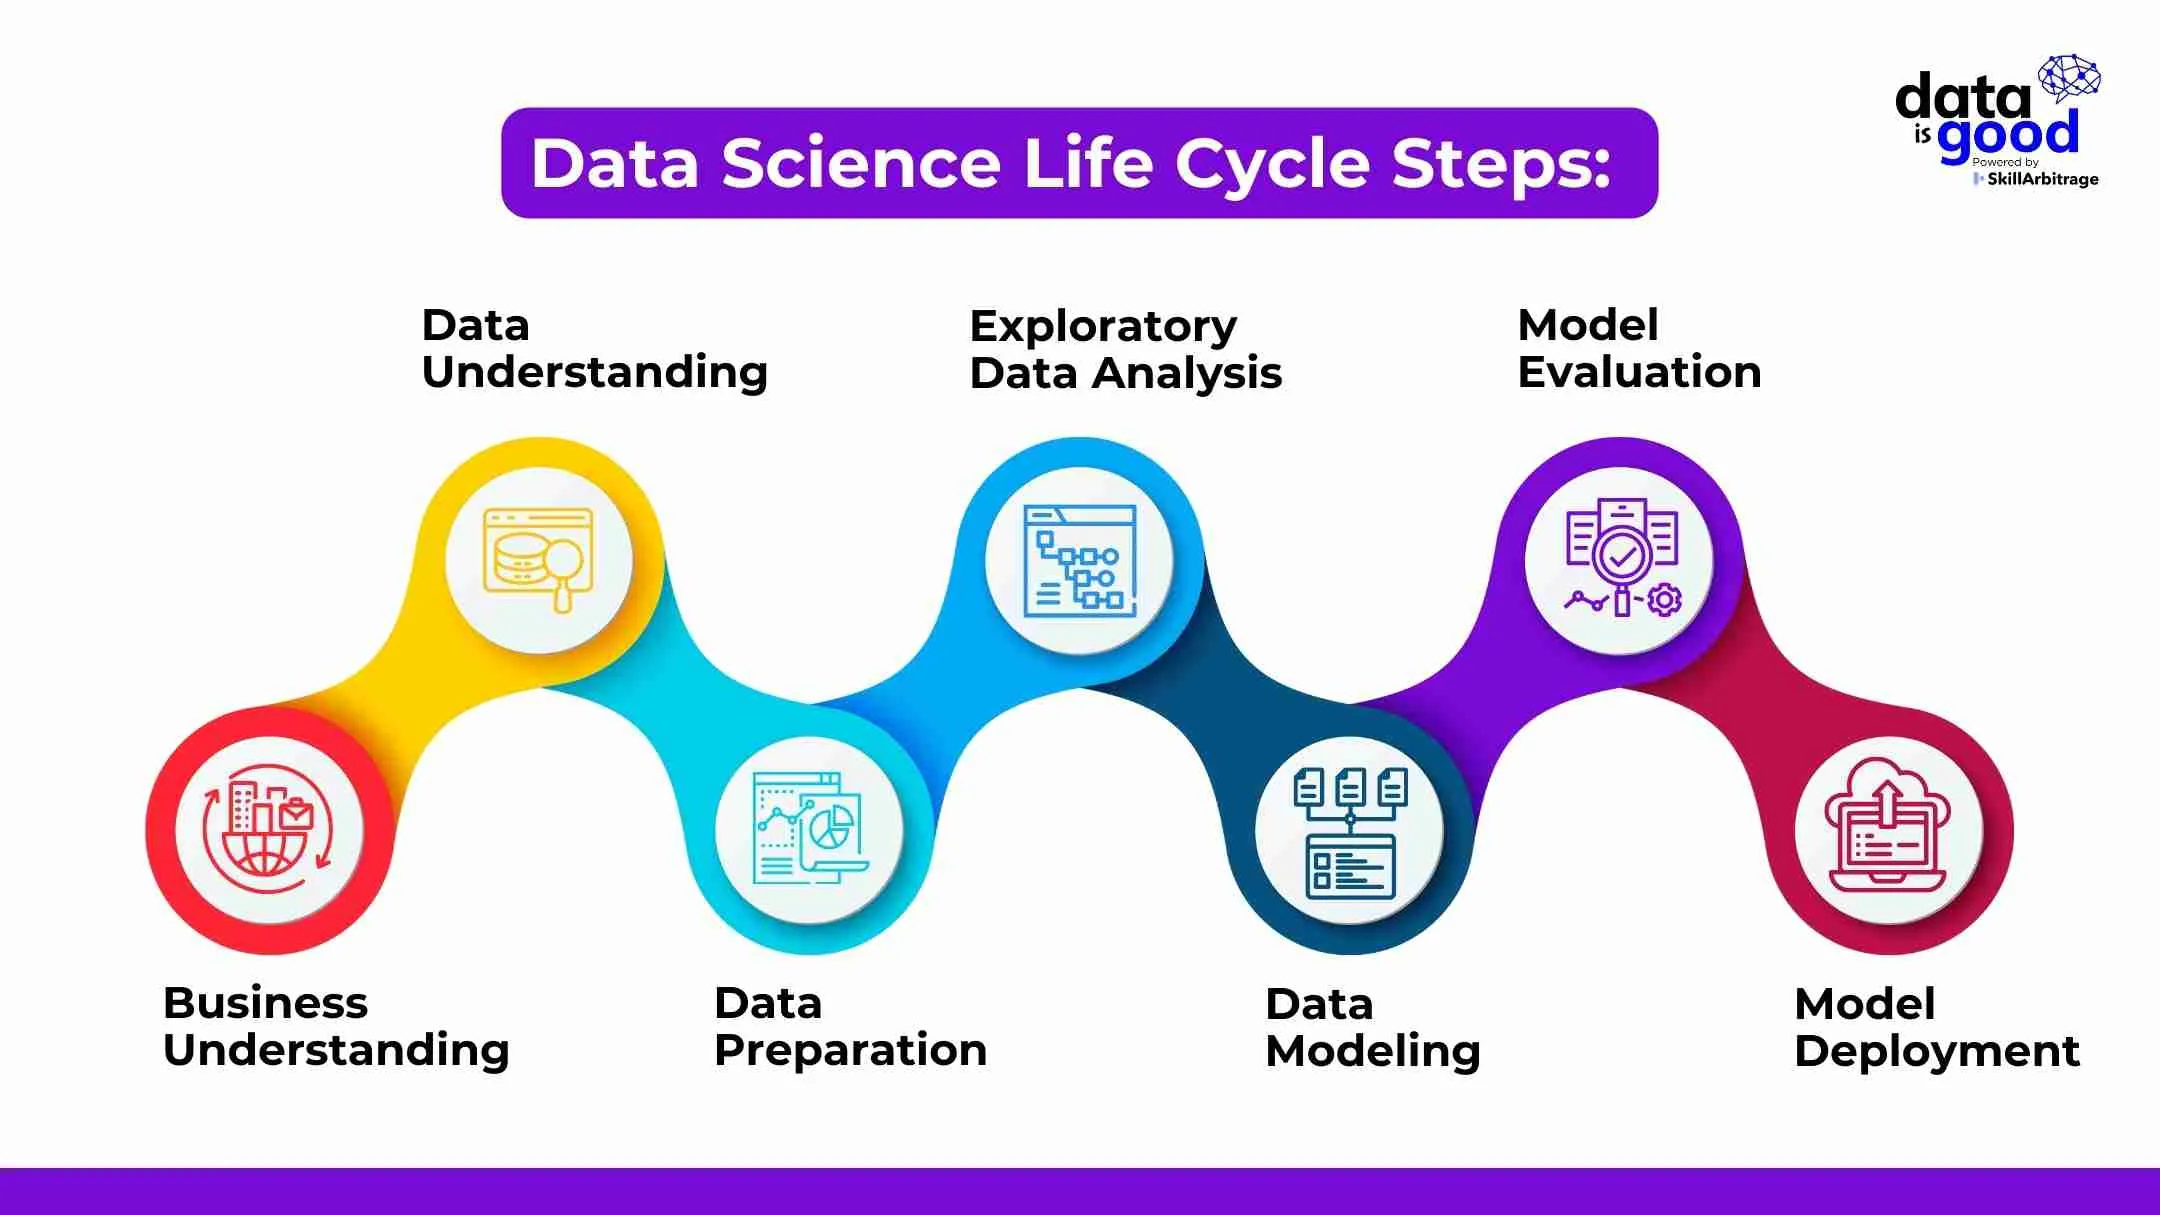 data
is good
Powered by
SkillArbitrage
Data Science Life Cycle Steps:
Data
Understanding
Exploratory
Data Analysis
Model
Evaluation
Business
Understanding
Data
Preparation
Data
Modeling
Model
Deployment